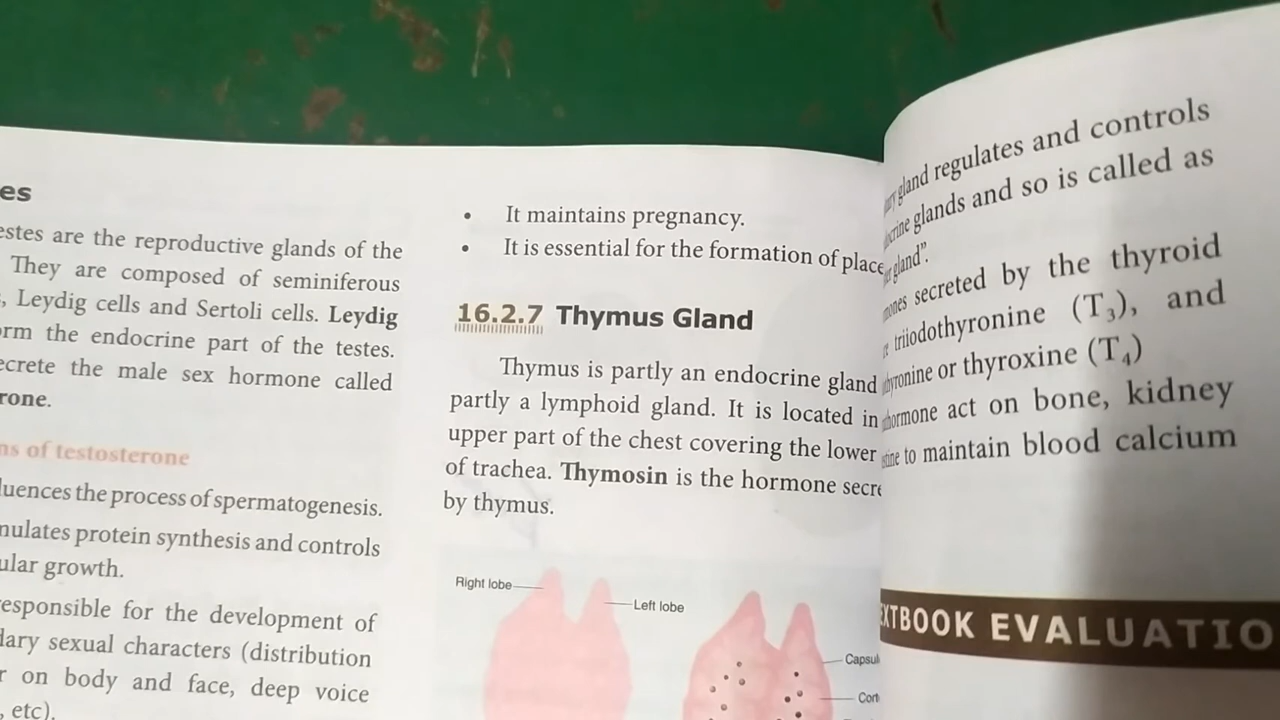 es
estes are the reproductive glands of the
They are composed of seminiferous
, Leydig cells and Sertoli cells. Leydig
rm the endocrine part of the testes.
ecrete the male sex hormone called
rone.
ns of testosterone
luences the process of spermatogenesis.
mulates protein synthesis and controls
ular growth.
esponsible for the development of
dary sexual characters (distribution
r on body and face, deep voice
, etc).
• It maintains pregnancy.
• It is essential for the formation of place
16.2.7 Thymus Gland
Thymus is partly an endocrine gland
partly a lymphoid gland. It is located in
upper part of the chest covering the lower
of trachea. Thymosin is the hormone secre
by thymus.
Right lobe
Left lobe
Capsul
Cort
gland regulates and controls
glands and so is called as
gland”.
secreted by the thyroid
triiodothyronine (T3), and
or thyroxine (T4)
hormone act on bone, kidney
to maintain blood calcium
EXTBOOK EVALUATIO